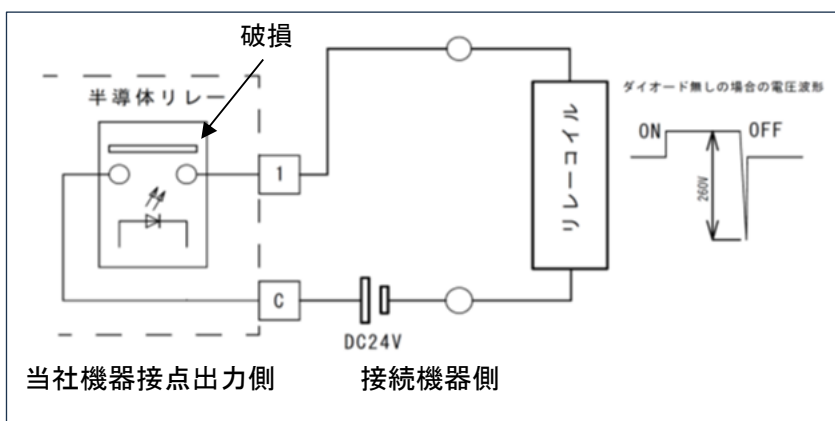 破損
半導体リレー
ダイオード無しの場合の電圧波形
ON
OFF
260V
リレーコイル
1
C
DC24V
当社機器接点出力側
接続機器側